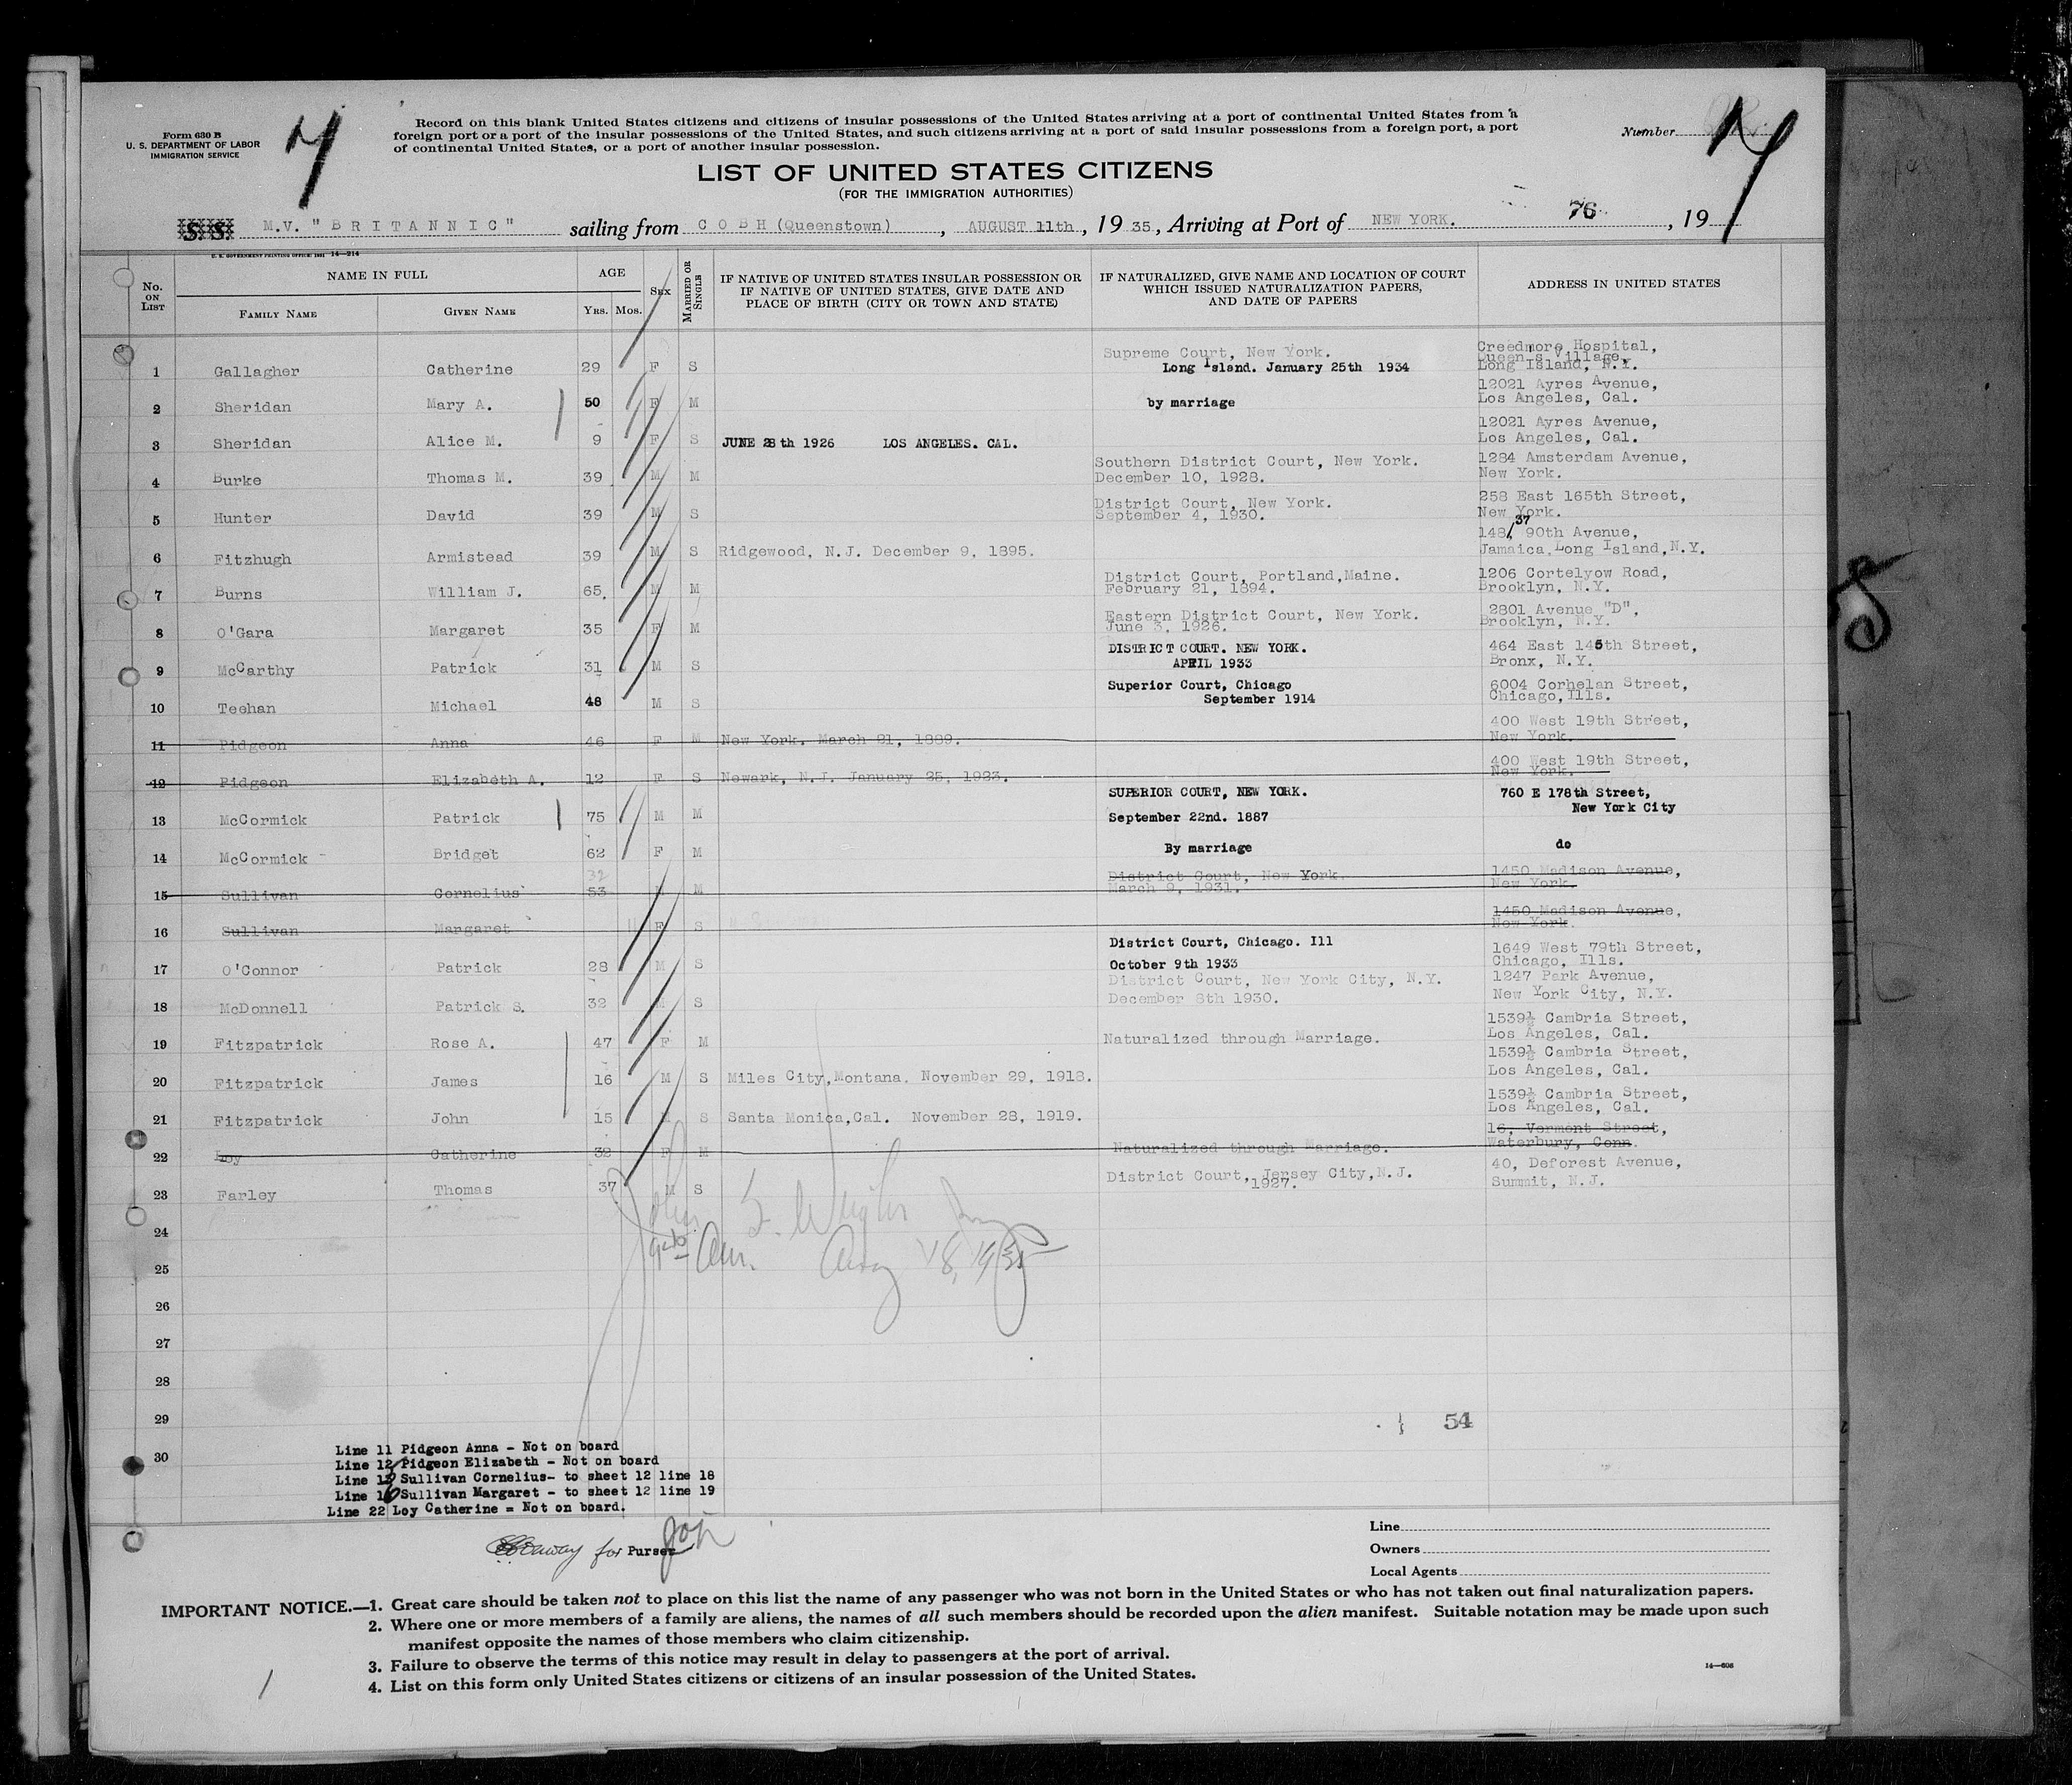 Form 630 B
U. S. DEPARTMENT OF LABOR
IMMIGRATION SERVICE
7
Record on this blank United States citizens and citizens of insular possessions of the United States arriving at a port of continental United States from a
foreign port or a port of the insular possessions of the United States, and such citizens arriving at a port of said insular possessions from a foreign port, a port
of continental United States, or a port of another insular possession.
Number
7
LIST OF UNITED STATES CITIZENS
(FOR THE IMMIGRATION AUTHORITIES)
S. S. M.V. "BRITANNIC" sailing from COBH (Queenstown), AUGUST 11th, 1935, Arriving at Port of NEW YORK. 76, 19
U. S. GOVERNMENT PRINTING OFFICE: 1931 14—214
No. ON LIST NAME IN FULL AGE SEX MARRIED OR SINGLE IF NATIVE OF UNITED STATES INSULAR POSSESSION OR IF NATIVE OF UNITED STATES, GIVE DATE AND PLACE OF BIRTH (CITY OR TOWN AND STATE) IF NATURALIZED, GIVE NAME AND LOCATION OF COURT WHICH ISSUED NATURALIZATION PAPERS, AND DATE OF PAPERS ADDRESS IN UNITED STATES
FAMILY NAME GIVEN NAME YRS. MOS.
1 Gallagher Catherine 29 F S Supreme Court, New York. Long Island. January 25th 1934 Creedmore Hospital, Queen's Village, Long Island, N.Y.
2 Sheridan Mary A. 50 F M by marriage 12021 Ayres Avenue, Los Angeles, Cal.
3 Sheridan Alice M. 9 F S JUNE 28th 1926 LOS ANGELES. CAL. 12021 Ayres Avenue, Los Angeles, Cal.
4 Burke Thomas M. 39 M M Southern District Court, New York. December 10, 1928. 1284 Amsterdam Avenue, New York.
5 Hunter David 39 M S District Court, New York. September 4, 1930. 258 East 165th Street, New York.
6 Fitzhugh Armistead 39 M S Ridgewood, N.J. December 9, 1895. 148/37 90th Avenue, Jamaica, Long Island, N.Y.
7 Burns William J. 65. M M District Court, Portland, Maine. February 21, 1894. 1206 Cortelyow Road, Brooklyn, N.Y.
8 O'Gara Margaret 35 F M Eastern District Court, New York. June 3, 1926. 2801 Avenue "D", Brooklyn, N.Y.
9 McCarthy Patrick 31 M S DISTRICT COURT. NEW YORK. APRIL 1933 464 East 145th Street, Bronx, N.Y.
10 Teehan Michael 48 M S Superior Court, Chicago September 1914 6004 Corhelan Street, Chicago, Ills.
11 Pidgeon Anna 46 F M New York. March 21, 1889. 400 West 19th Street, New York.
12 Pidgeon Elizabeth A. 12 F S Newark, N.J. January 25, 1923. 400 West 19th Street, New York.
13 McCormick Patrick 75 M M SUPERIOR COURT, NEW YORK. September 22nd. 1887 760 E 178th Street, New York City
14 McCormick Bridget 62 F M By marriage do
15 Sullivan Cornelius 53 32 M District Court, New York. March 9, 1931. 1450 Madison Avenue, New York.
16 Sullivan Margaret F S 1450 Madison Avenue, New York.
17 O'Connor Patrick 28 M S District Court, Chicago. Ill October 9th 1933 1649 West 79th Street, Chicago, Ills.
18 McDonnell Patrick S. 32 S District Court, New York City, N.Y. December 8th 1930. 1247 Park Avenue, New York City, N.Y.
19 Fitzpatrick Rose A. 47 F M Naturalized through Marriage. 1539½ Cambria Street, Los Angeles, Cal.
20 Fitzpatrick James 16 M S Miles City, Montana. November 29, 1918. 1539½ Cambria Street, Los Angeles, Cal.
21 Fitzpatrick John 15 M S Santa Monica, Cal. November 28, 1919. 1539½ Cambria Street, Los Angeles, Cal.
22 Loy Catherine 32 F M Naturalized through Marriage. 16, Vermont Street, Waterbury, Conn.
23 Farley Thomas 37 M S District Court, Jersey City, N.J. 1927. 40, Deforest Avenue, Summit, N.J.
24
25
26
27
28
29 54
30
Aug 18, 1935
Line 11 Pidgeon Anna - Not on board
Line 12 Pidgeon Elizabeth - Not on board
Line 15 Sullivan Cornelius- to sheet 12 line 18
Line 16 Sullivan Margaret - to sheet 12 line 19
Line 22 Loy Catherine = Not on board.
for Purser
Line
Owners
Local Agents
IMPORTANT NOTICE.—1. Great care should be taken not to place on this list the name of any passenger who was not born in the United States or who has not taken out final naturalization papers.
2. Where one or more members of a family are aliens, the names of all such members should be recorded upon the alien manifest. Suitable notation may be made upon such
manifest opposite the names of those members who claim citizenship.
3. Failure to observe the terms of this notice may result in delay to passengers at the port of arrival.
4. List on this form only United States citizens or citizens of an insular possession of the United States.
14—606